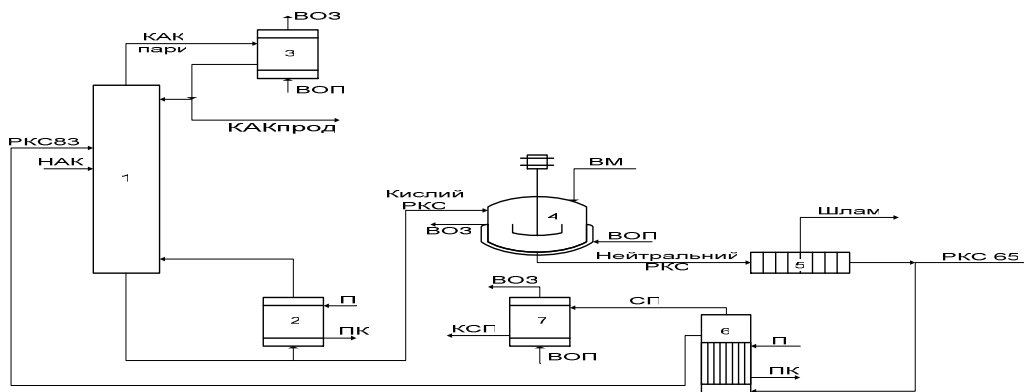 ВОЗ
КАК
пари
3
ВОП
КАКпрод
РКС83
НАК
1
Кислий
РКС
ВМ
4
ВОЗ
ВОП
Шлам
Нейтральний
РКС
5
РКС 65
ВОЗ
СП
П
2
ПК
КСП
7
ВОП
6
П
ПК